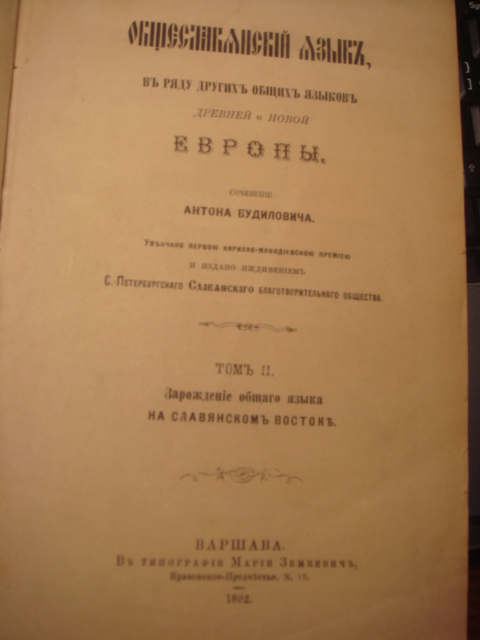 ОБЩЕСЛАВЯНСКІЙ ЯЗЫКЪ,
ВЪ РЯДУ ДРУГИХЪ ОБЩИХЪ ЯЗЫКОВЪ
ДРЕВНЕЙ и НОВОЙ
ЕВРОПЫ.
СОЧИНЕНІЕ
АНТОНА БУДИЛОВИЧА.
УВѢНЧАНО ПЕРВОЮ КИРИЛЛО-МЕѲОДІЕВСКОЮ ПРЕМІЕЮ
И ИЗДАНО ИЖДИВЕНІЕМЪ
С.-ПЕТЕРБУРГСКАГО СЛАВЯНСКАГО БЛАГОТВОРИТЕЛЬНАГО ОБЩЕСТВА.
ТОМЪ II.
Зарожденіе общаго языка
НА СЛАВЯНСКОМЪ ВОСТОКѢ.
ВАРШАВА.
ВЪ ТИПОГРАФІИ МАРІИ ЗЕМКЕВИЧЪ,
Краковское-Предмѣстье, N. 17.
1892.